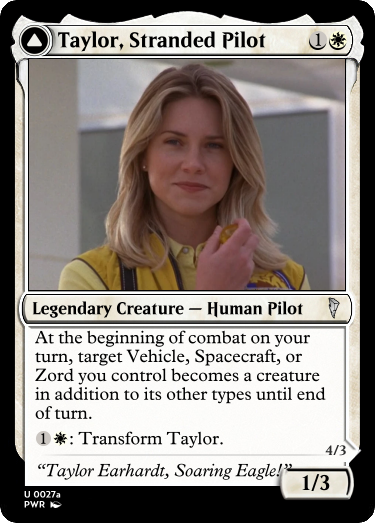 Taylor, Stranded Pilot 1
Legendary Creature — Human Pilot
At the beginning of combat on your
turn, target Vehicle, Spacecraft, or
Zord you control becomes a creature
in addition to its other types until end
of turn.
1 : Transform Taylor.
4/3
“Taylor Earhardt, Soaring Eagle!”
1/3
U 0027a
PWR